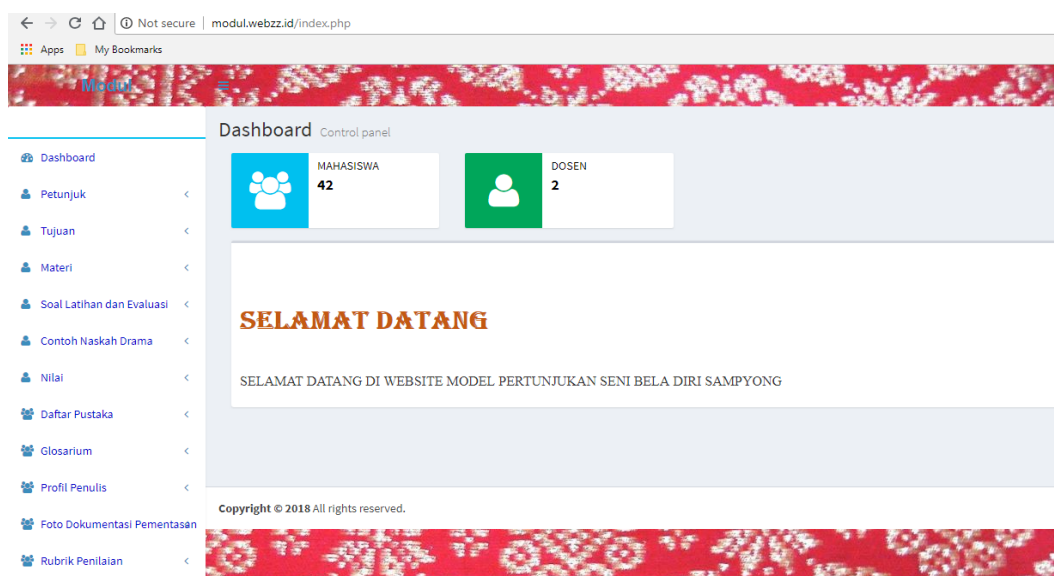 Not secure | modul.webzz.id/index.php
Apps My Bookmarks
Modul
Dashboard Control panel
MAHASISWA
42
DOSEN
2
Dashboard
Petunjuk
Tujuan
Materi
Soal Latihan dan Evaluasi
Contoh Naskah Drama
Nilai
Daftar Pustaka
Glosarium
Profil Penulis
Foto Dokumentasi Pementasan
Rubrik Penilaian
SELAMAT DATANG
SELAMAT DATANG DI WEBSITE MODEL PERTUNJUKAN SENI BELA DIRI SAMPYONG
Copyright © 2018 All rights reserved.